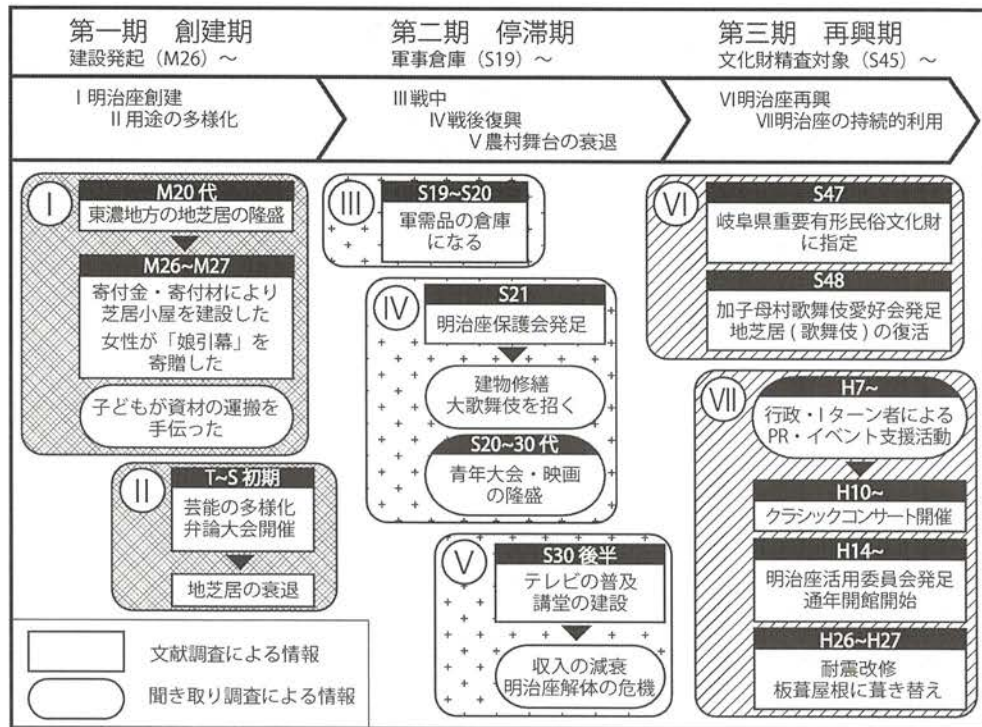 第一期 創建期
建設発起（M26）～
第二期 停滞期
軍事倉庫（S19）～
第三期 再興期
文化財精査対象（S45）～
Ⅰ明治座創建
Ⅱ用途の多様化
Ⅲ戦中
Ⅳ戦後復興
Ⅴ農村舞台の衰退
Ⅵ明治座再興
Ⅶ明治座の持続的利用
Ⅰ
M20代
東濃地方の地芝居の隆盛
M26~M27
寄付金・寄付材により
芝居小屋を建設した
女性が「娘引幕」を
寄贈した
子どもが資材の運搬を
手伝った
Ⅱ
T~S初期
芸能の多様化
弁論大会開催
地芝居の衰退
Ⅲ
S19~S20
軍需品の倉庫
になる
Ⅳ
S21
明治座保護会発足
建物修繕
大歌舞伎を招く
S20~30代
青年大会・映画
の隆盛
Ⅴ
S30後半
テレビの普及
講堂の建設
収入の減衰
明治座解体の危機
Ⅵ
S47
岐阜県重要有形民俗文化財
に指定
S48
加子母村歌舞伎愛好会発足
地芝居(歌舞伎)の復活
Ⅶ
H7~
行政・Iターン者による
PR・イベント支援活動
H10~
クラシックコンサート開催
H14~
明治座活用委員会発足
通年開館開始
H26~H27
耐震改修
板葺屋根に葺き替え
文献調査による情報
聞き取り調査による情報